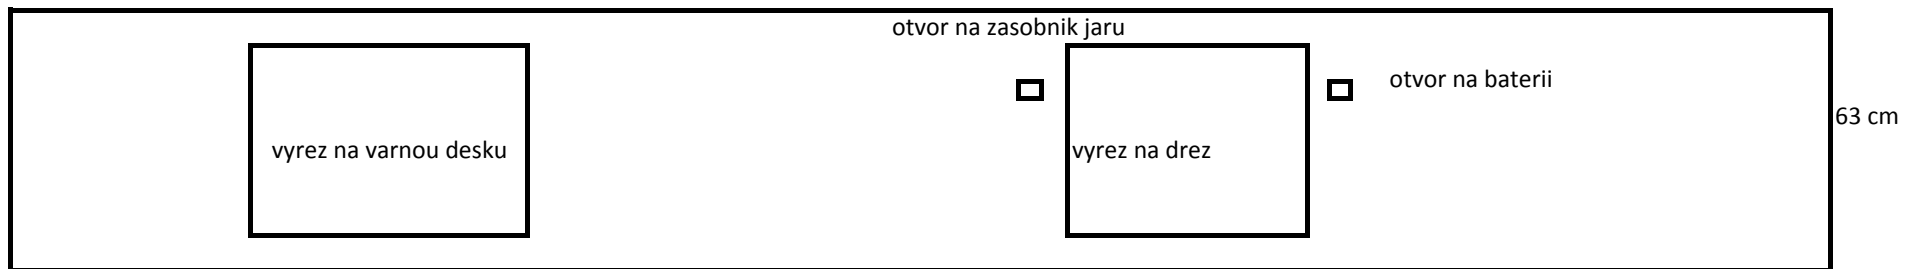 otvor na zasobnik jaru
otvor na baterii
63 cm
vyrez na varnou desku
vyrez na drez